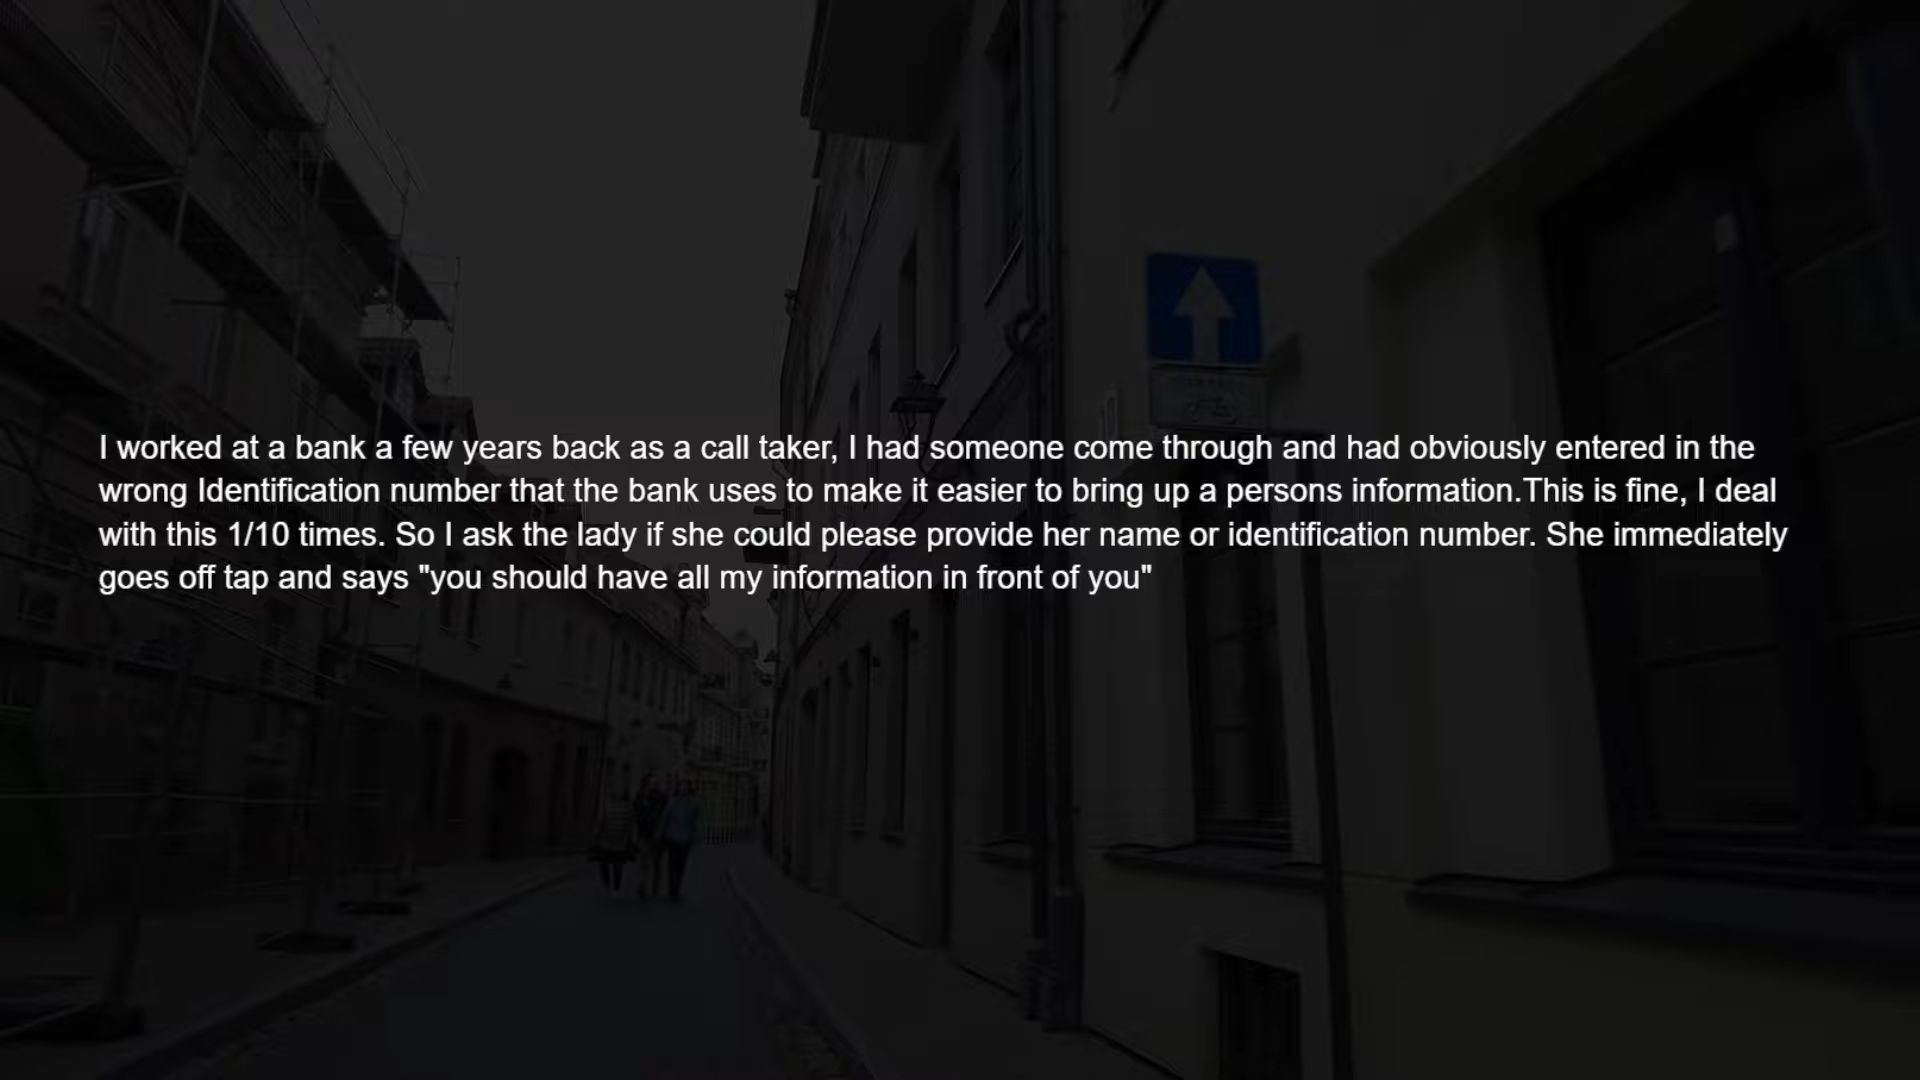 I worked at a bank a few years back as a call taker, I had someone come through and had obviously entered in the
wrong Identification number that the bank uses to make it easier to bring up a persons information.This is fine, I deal
with this 1/10 times. So I ask the lady if she could please provide her name or identification number. She immediately
goes off tap and says "you should have all my information in front of you"